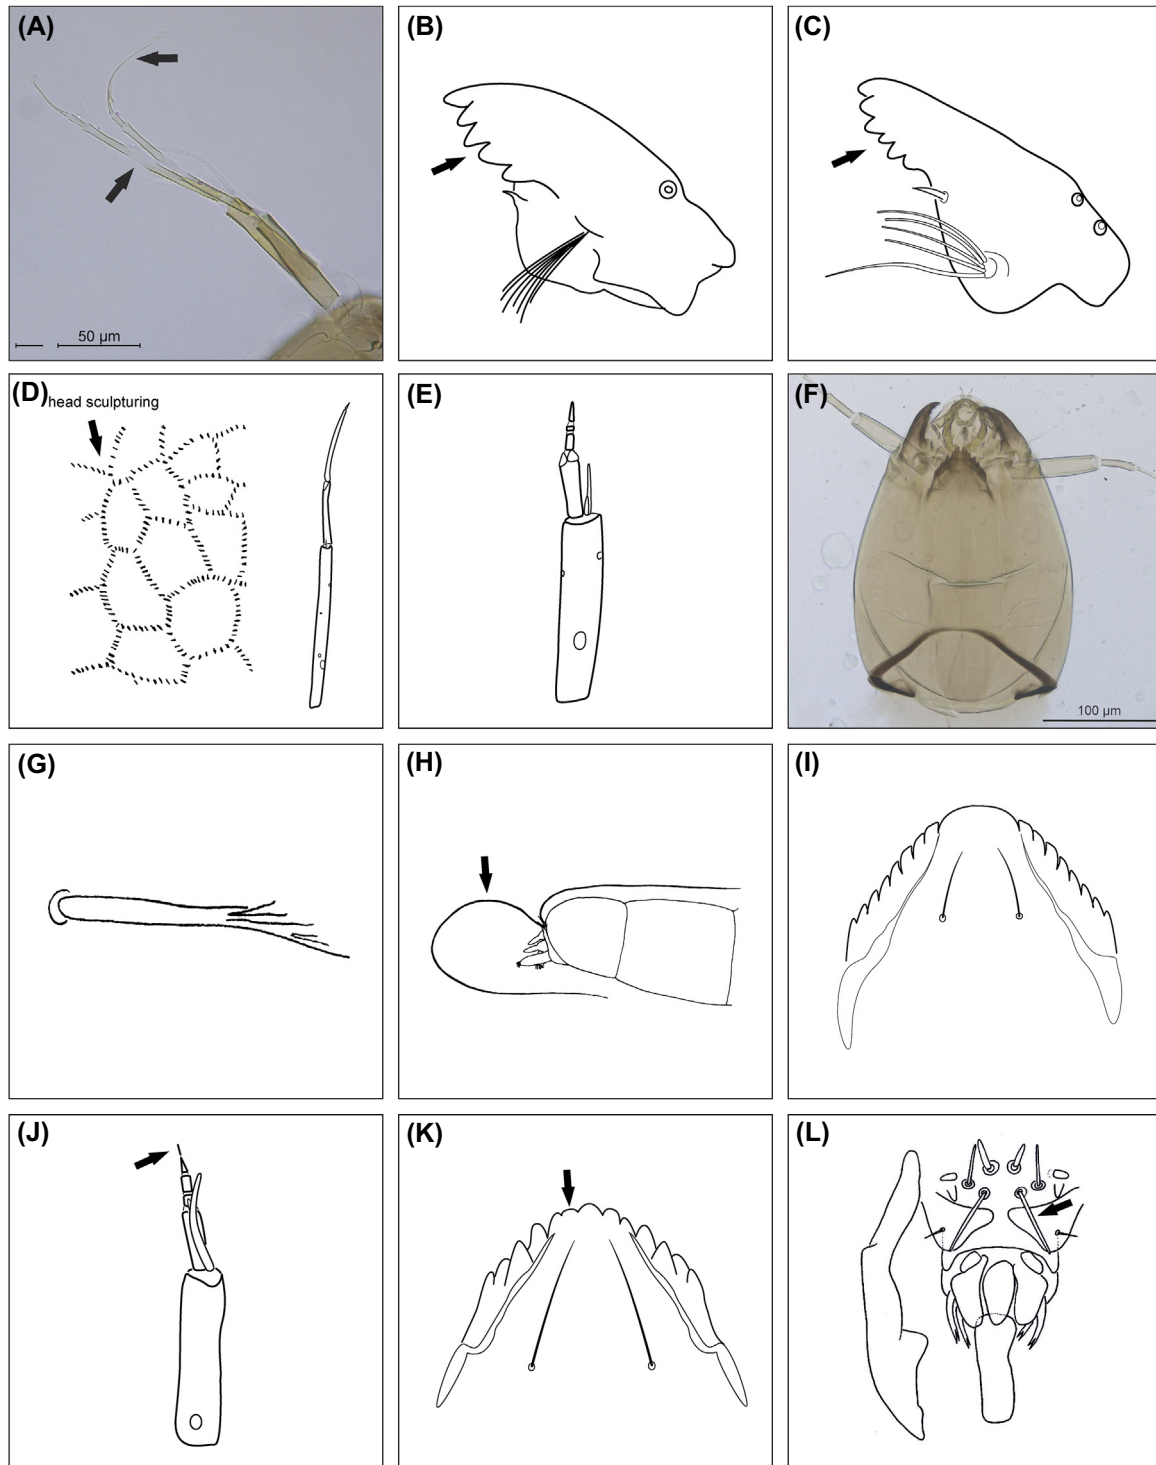 (A)
50 µm
(B)
(C)
(D)
head sculpturing
(E)
(F)
100 µm
(G)
(H)
(I)
(J)
(K)
(L)